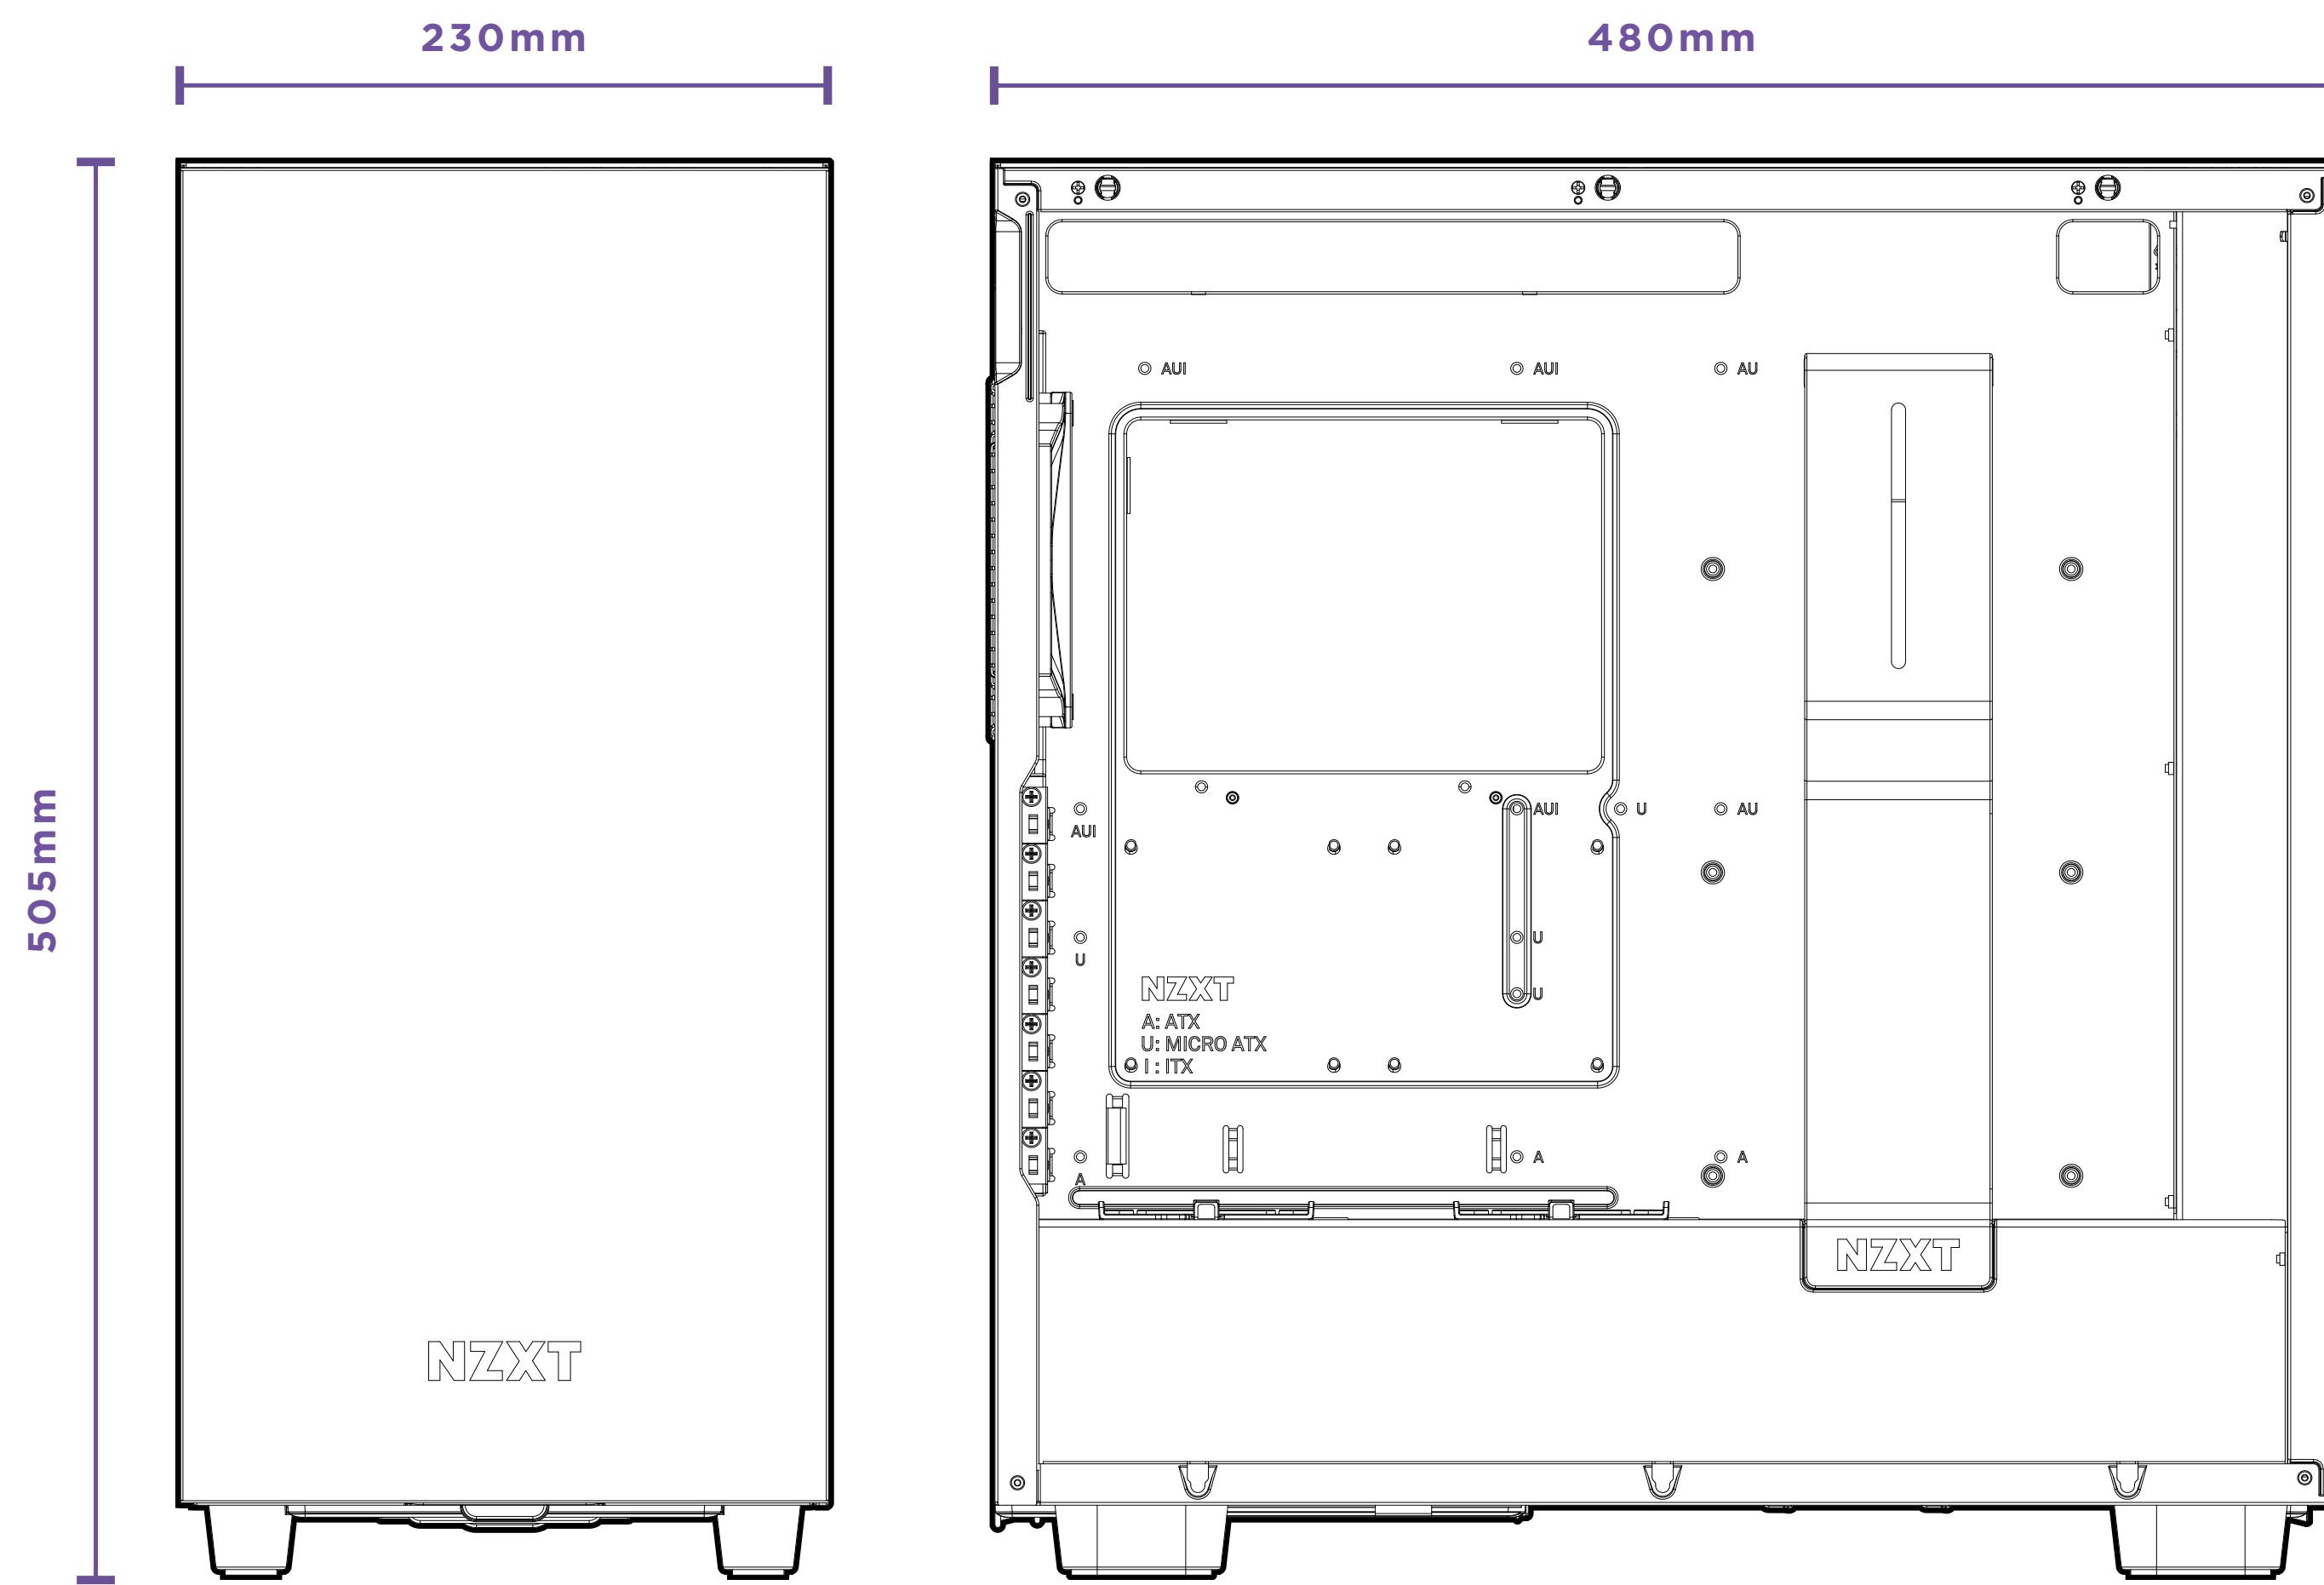 230mm
480mm
505mm
AUI
AUI
AU
AUI
U
AU
AUI
U
U
U
NZXT
A: ATX
U: MICRO ATX
I : ITX
A
A
A
NZXT
NZXT